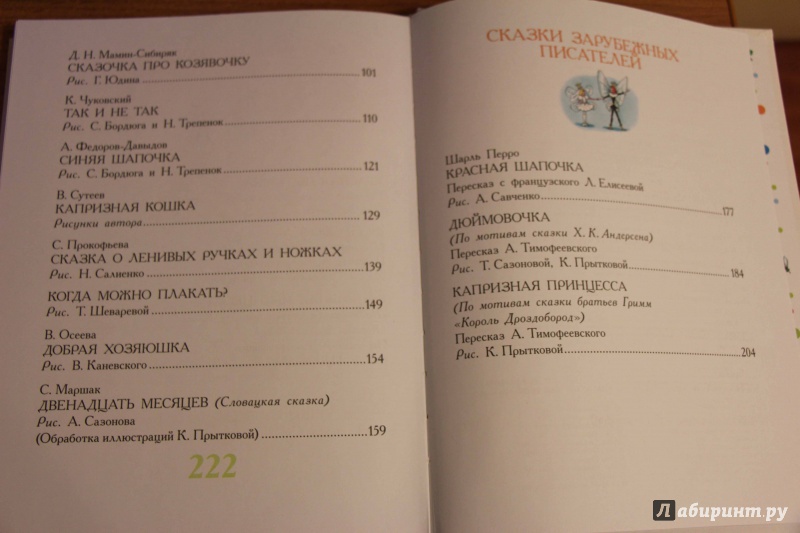 Д. Н. Мамин-Сибиряк
СКАЗОЧКА ПРО КОЗЯВОЧКУ
Рис. Г. Юдина 101
К. Чуковский
ТАК И НЕ ТАК
Рис. С. Бордюга и Н. Трепенок 110
А. Федоров-Давыдов
СИНЯЯ ШАПОЧКА
Рис. С. Бордюга и Н. Трепенок 121
В. Сутеев
КАПРИЗНАЯ КОШКА
Рисунки автора 129
С. Прокофьева
СКАЗКА О ЛЕНИВЫХ РУЧКАХ И НОЖКАХ
Рис. Н. Салиенко 139
КОГДА МОЖНО ПЛАКАТЬ?
Рис. Т. Шеваревой 149
В. Осеева
ДОБРАЯ ХОЗЯЮШКА
Рис. В. Каневского 154
С. Маршак
ДВЕНАДЦАТЬ МЕСЯЦЕВ (Словацкая сказка)
Рис. А. Сазонова
(Обработка иллюстраций К. Прытковой) 159
222
СКАЗКИ ЗАРУБЕЖНЫХ
ПИСАТЕЛЕЙ
Шарль Перро
КРАСНАЯ ШАПОЧКА
Пересказ с французского Л. Елисеевой
Рис. А. Савченко 177
ДЮЙМОВОЧКА
(По мотивам сказки Х. К. Андерсена)
Пересказ А. Тимофеевского
Рис. Т. Сазоновой, К. Прытковой 184
КАПРИЗНАЯ ПРИНЦЕССА
(По мотивам сказки братьев Гримм
«Король Дроздобород»)
Пересказ А. Тимофеевского
Рис. К. Прытковой 204
Лабиринт.ру